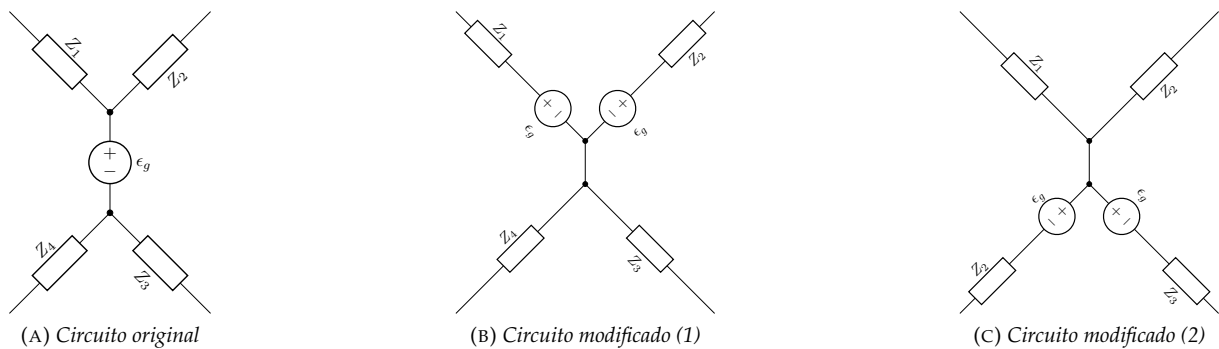 Z₁
Z₂
+
−
ϵg
Z₄
Z₃
(A) Circuito original
Z₁
Z₂
+
−
ϵg
+
−
ϵg
Z₄
Z₃
(B) Circuito modificado (1)
Z₁
Z₂
ϵg
+
−
ϵg
+
−
Z₂
Z₃
(C) Circuito modificado (2)